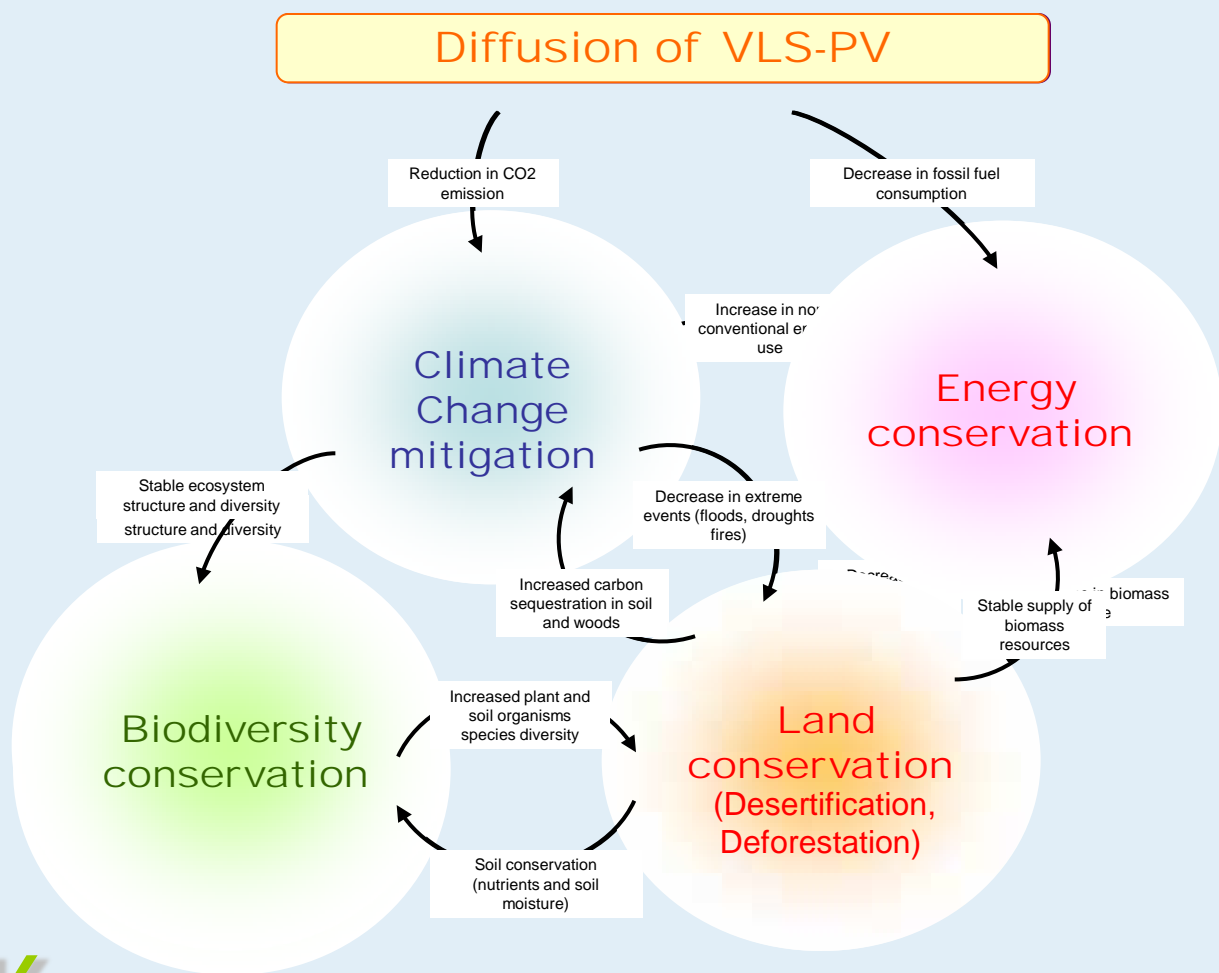 Diffusion of VLS-PV
Reduction in CO2
emission
Decrease in fossil fuel
consumption
Increase in
conventional
use
Climate
Change
mitigation
Energy
conservation
Stable ecosystem
structure and diversity
structure and diversity
Decrease in extreme
events (floods, droughts
fires)
Increased carbon
sequestration in soil
and woods
in biomass
Stable supply of
biomass
resources
Increased plant and
soil organisms
species diversity
Biodiversity
conservation
Land
conservation
(Desertification,
Deforestation)
Soil conservation
(nutrients and soil
moisture)